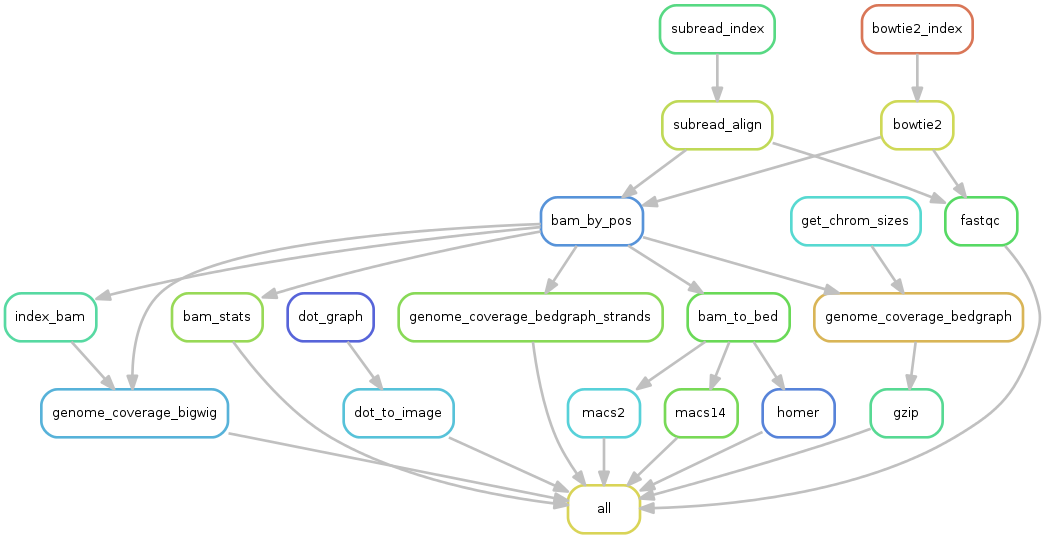 subread_index
bowtie2_index
subread_align
bowtie2
bam_by_pos
get_chrom_sizes
fastqc
index_bam
bam_stats
dot_graph
genome_coverage_bedgraph_strands
bam_to_bed
genome_coverage_bedgraph
genome_coverage_bigwig
dot_to_image
macs2
macs14
homer
gzip
all